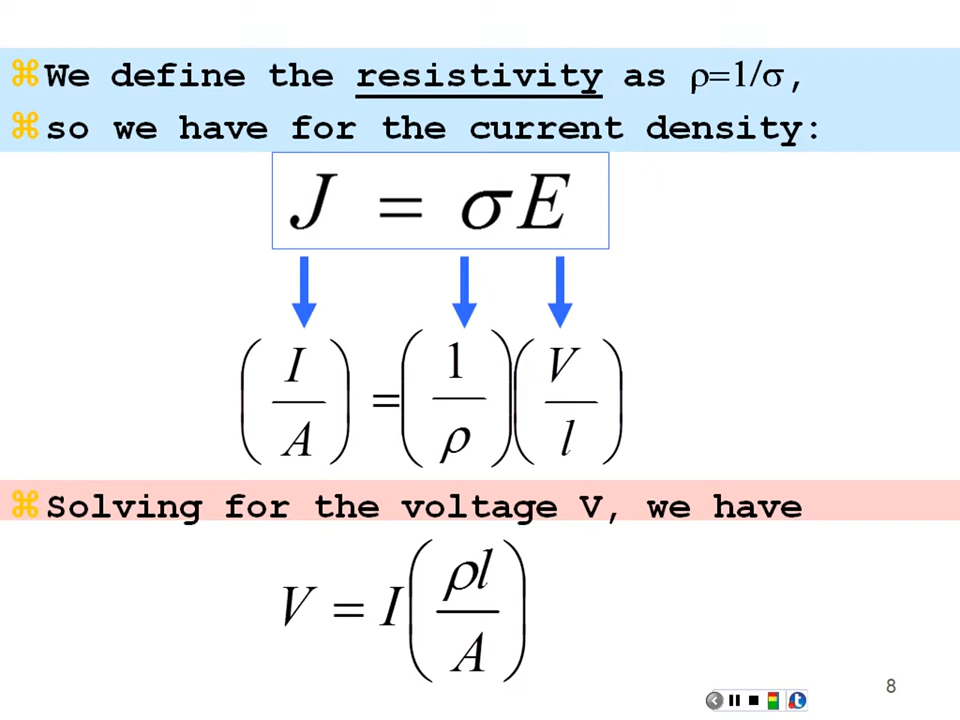 ⌘We define the resistivity as ρ=1/σ,
⌘so we have for the current density:
J = σE
(I/A) = (1/ρ)(V/l)
⌘Solving for the voltage V, we have
V = I(ρl/A)
8